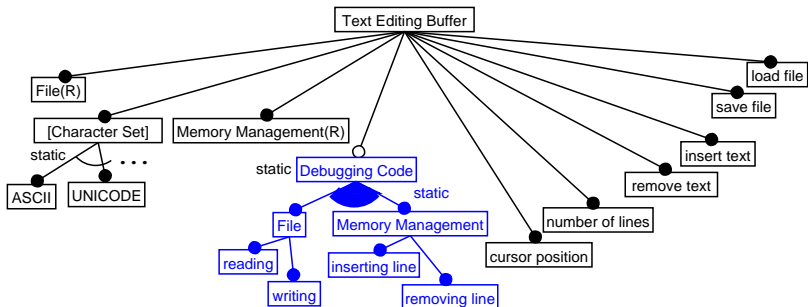 Text Editing Buffer
load file
File(R)
save file
[Character Set]
Memory Management(R)
static
...
insert text
static
Debugging Code
remove text
ASCII
UNICODE
static
File
Memory Management
number of lines
cursor position
reading
inserting line
writing
removing line